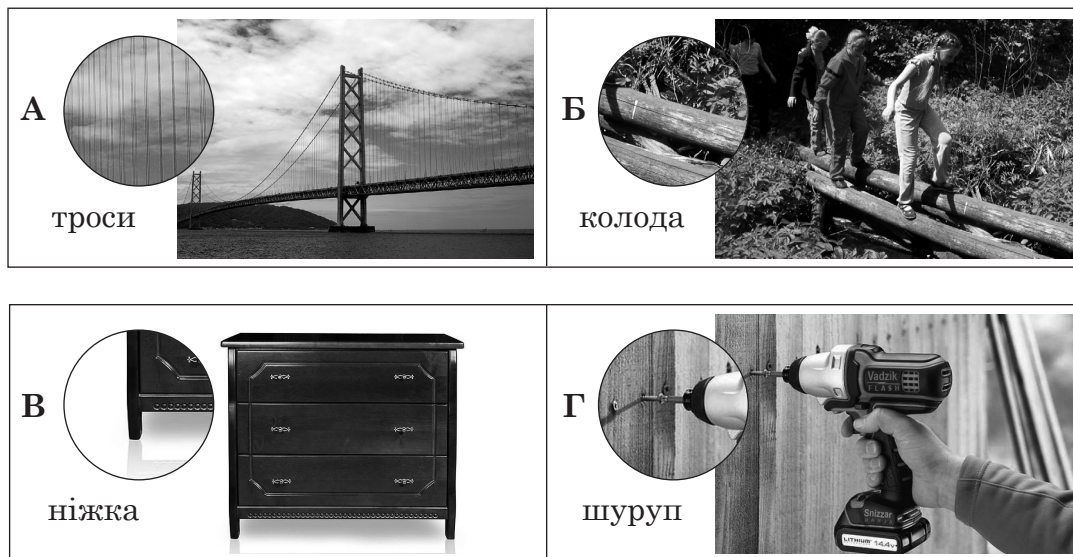 А
троси
Б
колода
В
ніжка
Г
шуруп
Vadzik
FLASH
Snizzar
LITHIUM 14.4v